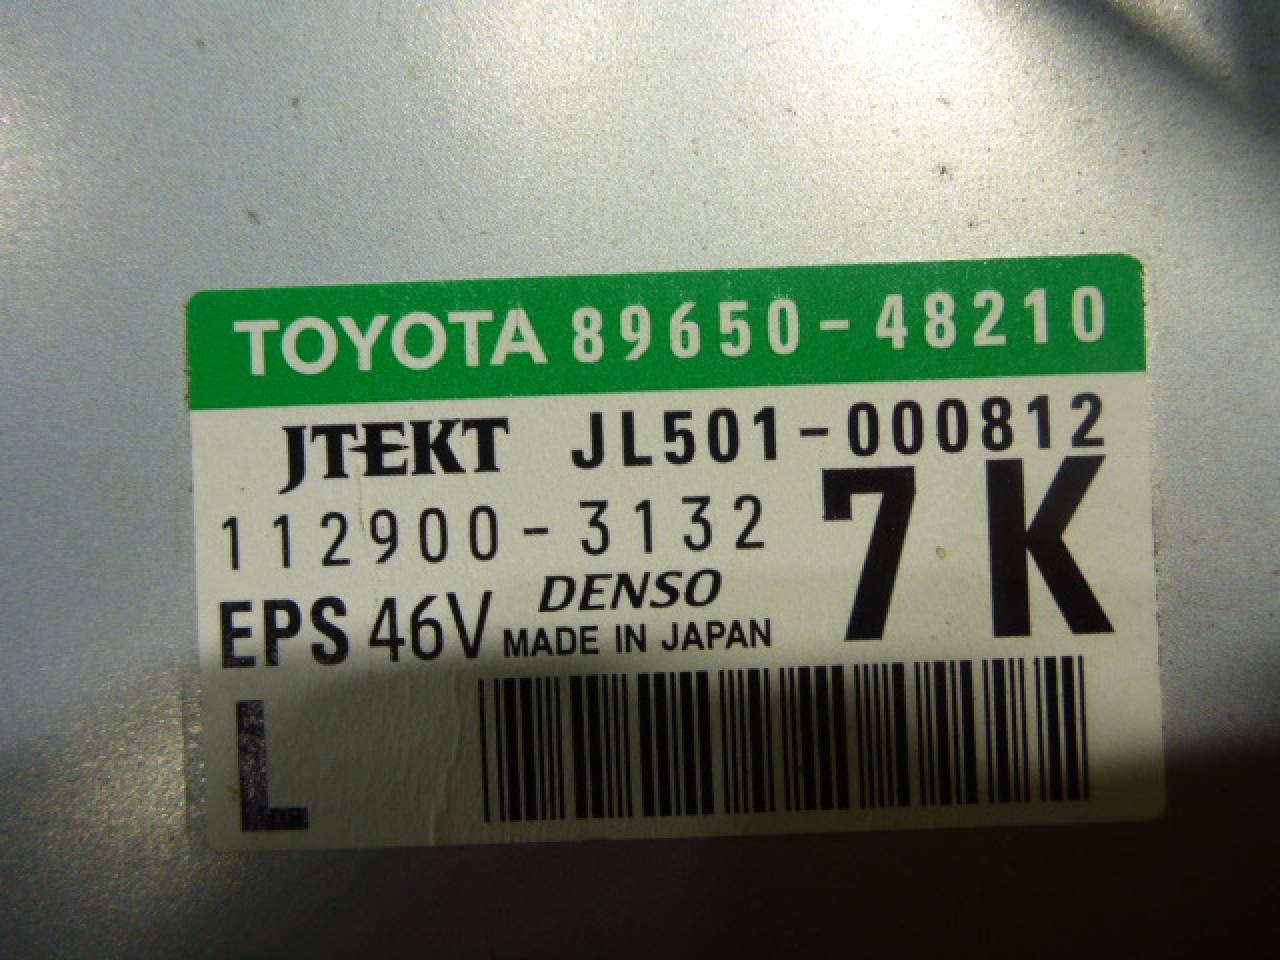 TOYOTA 89650-48210
JTEKT JL501-000812
112900-3132 7K
DENSO
EPS 46V MADE IN JAPAN
L